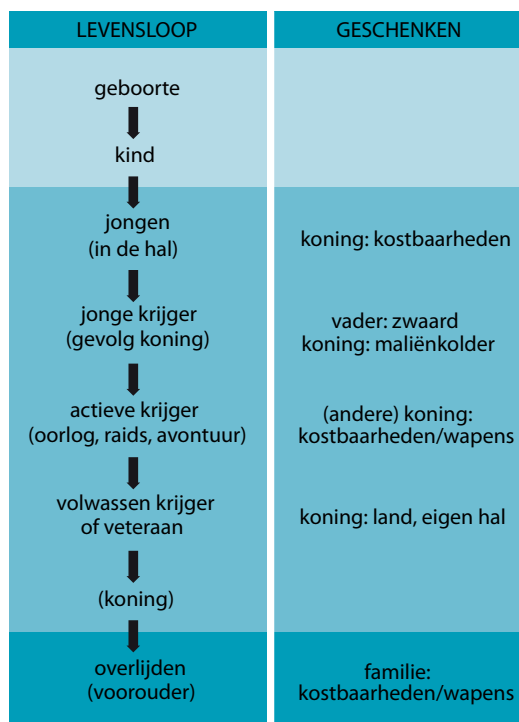 LEVENSLOOP
GESCHENKEN
geboorte
kind
jongen
(in de hal)
koning: kostbaarheden
jonge krijger
(gevolg koning)
vader: zwaard
koning: maliënkolder
actieve krijger
(oorlog, raids, avontuur)
(andere) koning:
kostbaarheden/wapens
volwassen krijger
of veteraan
koning: land, eigen hal
(koning)
overlijden
(voorouder)
familie:
kostbaarheden/wapens